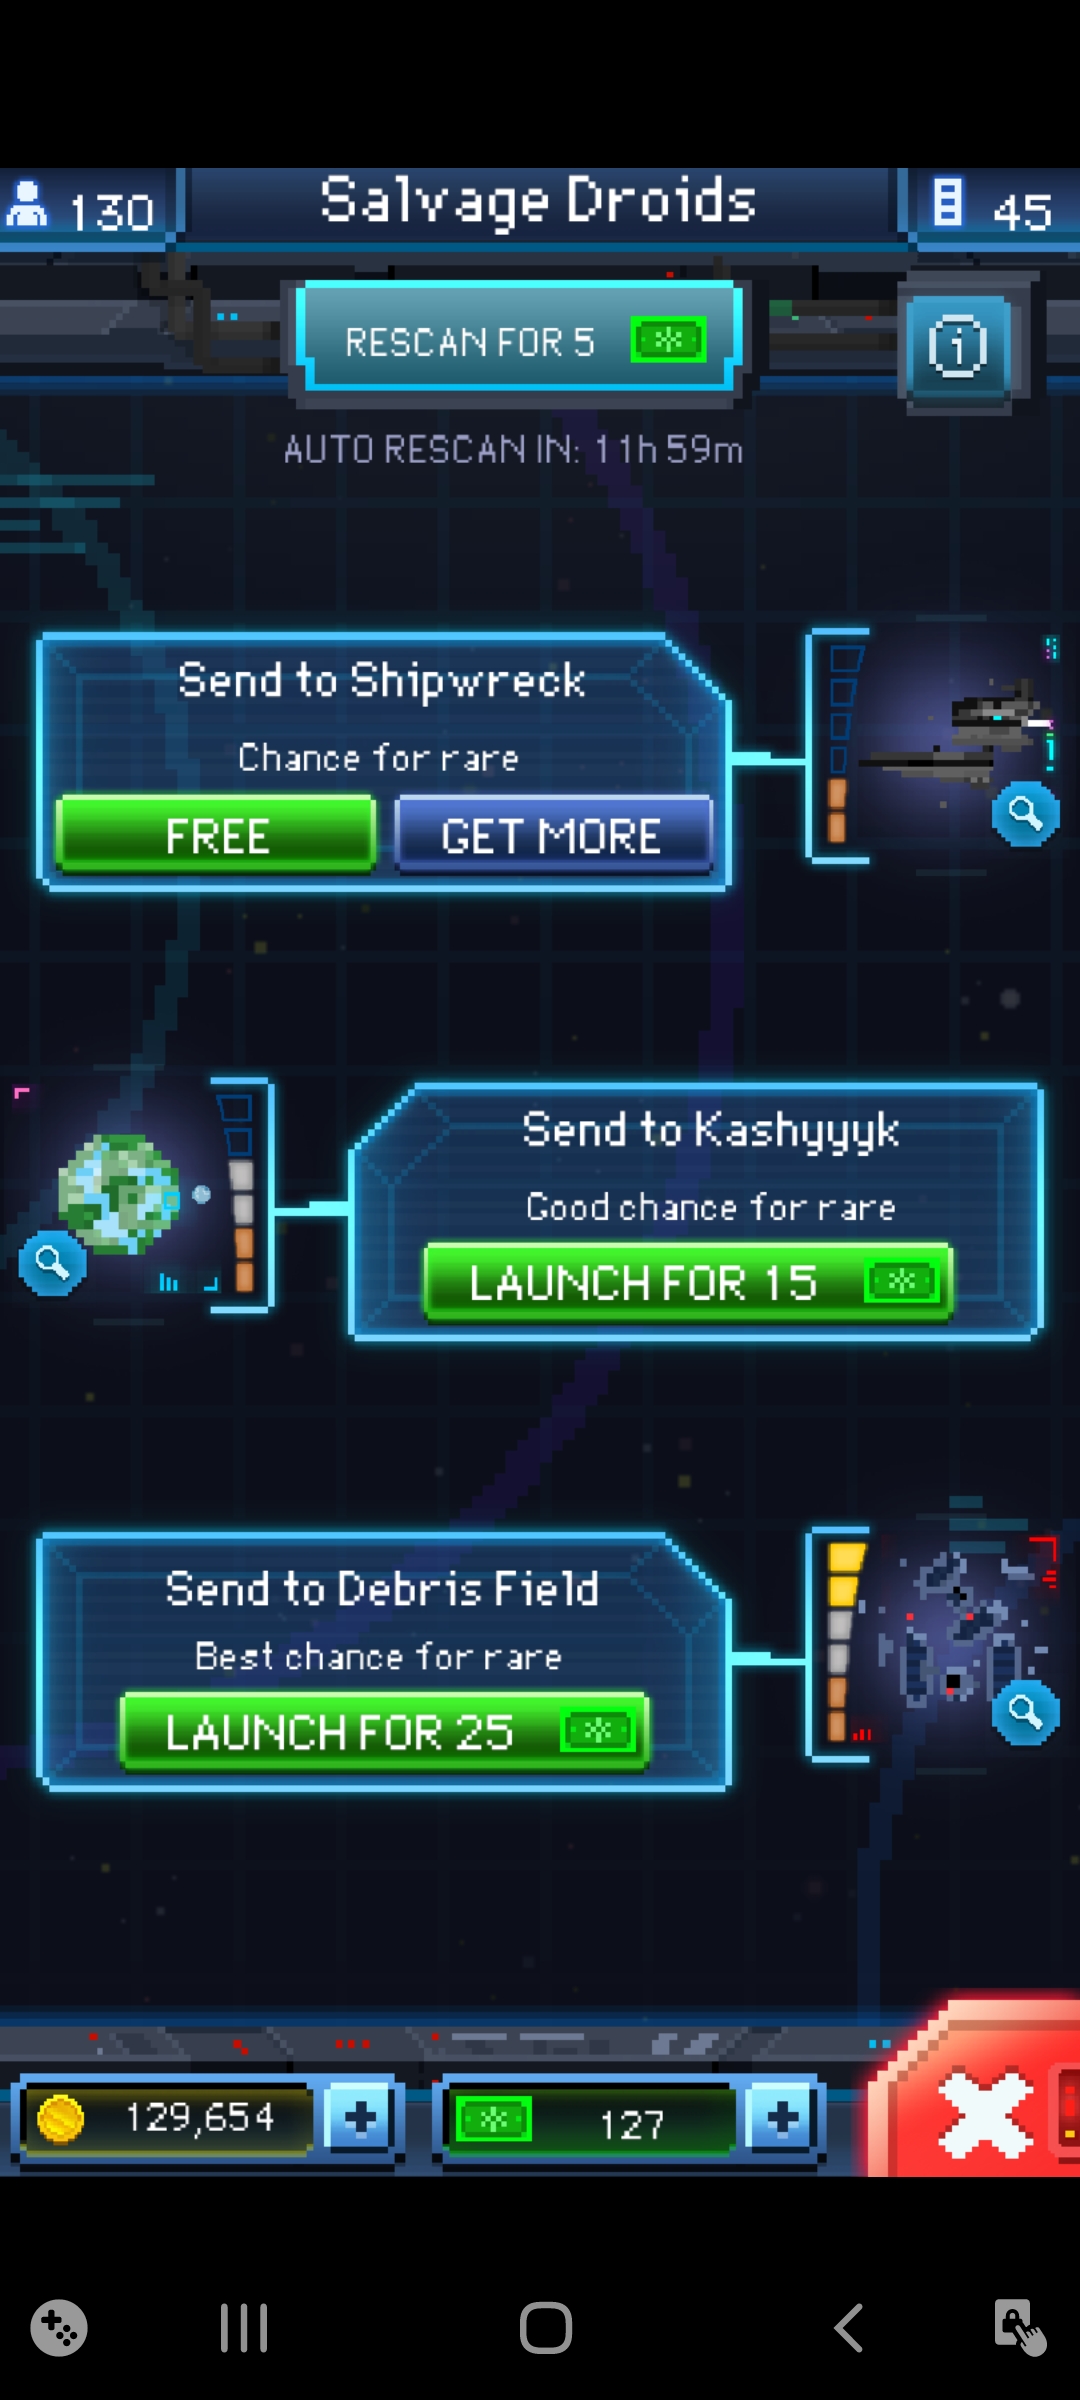 130
Salvage Droids
45
RESCAN FOR 5
AUTO RESCAN IN: 11h 59m
Send to Shipwreck
Chance for rare
FREE
GET MORE
Send to Kashyyyk
Good chance for rare
LAUNCH FOR 15
Send to Debris Field
Best chance for rare
LAUNCH FOR 25
129,654
127